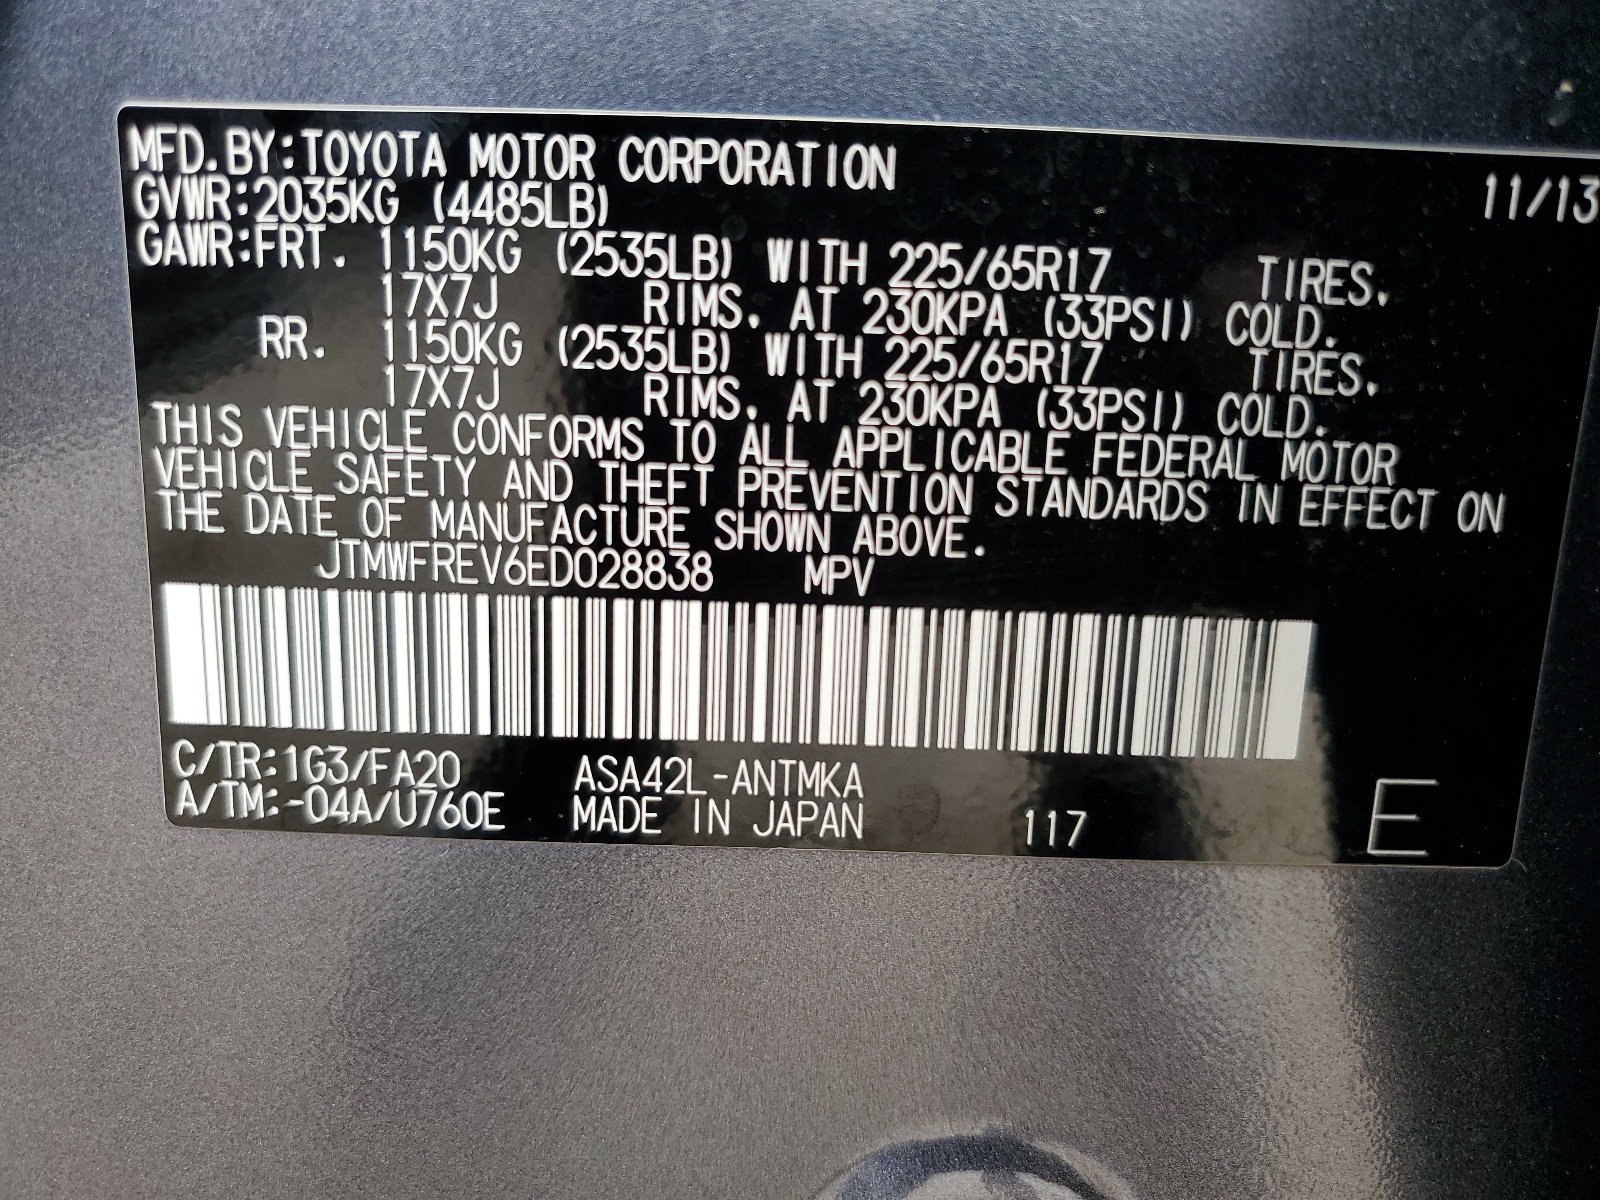 MFD.BY:TOYOTA MOTOR CORPORATION 11/13
GVWR:2035KG (4485LB)
GAWR:FRT. 1150KG (2535LB) WITH 225/65R17 TIRES.
17X7J RIMS. AT 230KPA (33PSI) COLD.
RR. 1150KG (2535LB) WITH 225/65R17 TIRES.
17X7J RIMS. AT 230KPA (33PSI) COLD.
THIS VEHICLE CONFORMS TO ALL APPLICABLE FEDERAL MOTOR
VEHICLE SAFETY AND THEFT PREVENTION STANDARDS IN EFFECT ON
THE DATE OF MANUFACTURE SHOWN ABOVE.
JTMWFREV6ED028838 MPV
C/TR:1G3/FA20 ASA42L-ANTMKA
A/TM:-04A/U760E MADE IN JAPAN 117 E